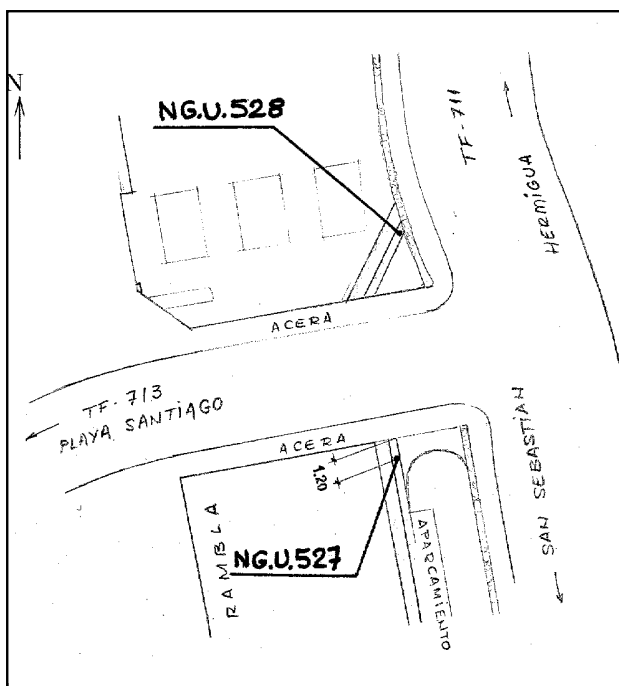 N
NG.U.528
TF-711
HERMIGUA
ACERA
TF-713
PLAYA SANTIAGO
ACERA
1.20
SAN SEBASTIAN
RAMBLA
NG.U.527
APARCAMIENTO